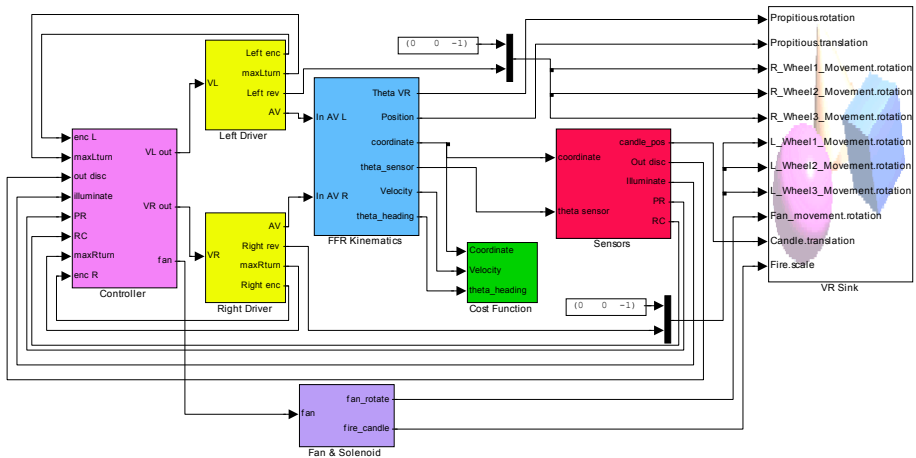 Left enc
maxLturn
Left rev
AV
VL
Left Driver
(0 0 -1)
Propitious.rotation
Propitious.translation
R_Wheel1_Movement.rotation
R_Wheel2_Movement.rotation
R_Wheel3_Movement.rotation
L_Wheel1_Movement.rotation
L_Wheel2_Movement.rotation
L_Wheel3_Movement.rotation
Fan_movement.rotation
Candle.translation
Fire.scale
VR Sink
enc L
maxLturn
out disc
illuminate
PR
RC
maxRturn
enc R
VL out
VR out
fan
Controller
In AV L
In AV R
Theta VR
Position
coordinate
theta_sensor
Velocity
theta_heading
FFR Kinematics
coordinate
theta sensor
candle_pos
Out disc
Illuminate
PR
RC
Sensors
VR
AV
Right rev
maxRturn
Right enc
Right Driver
Coordinate
Velocity
theta_heading
Cost Function
(0 0 -1)
fan
fan_rotate
fire_candle
Fan & Solenoid